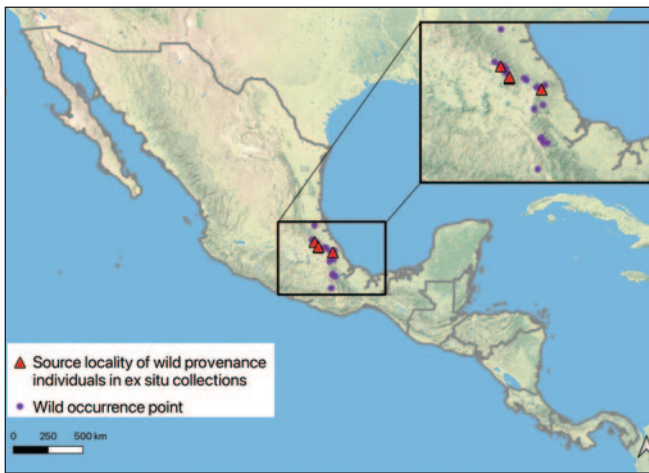 Source locality of wild provenance
individuals in ex situ collections
Wild occurrence point
0 250 500 km